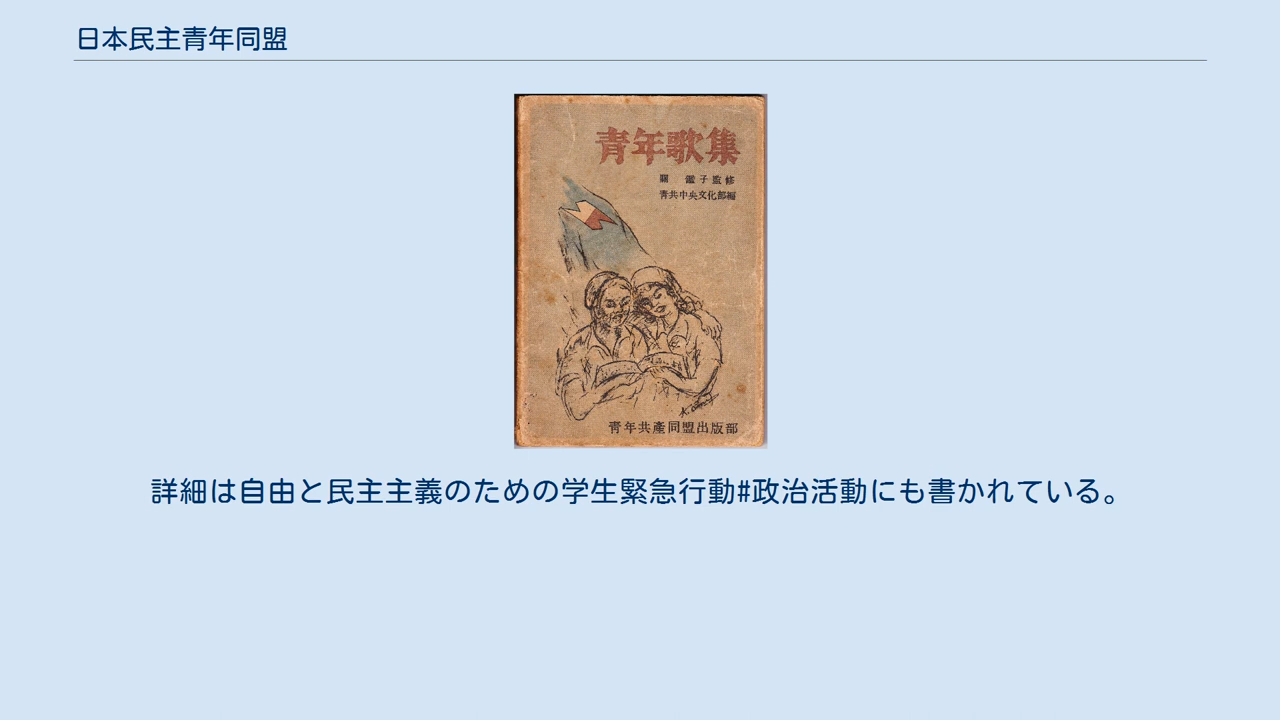 日本民主青年同盟
青年歌集
關 鑑子監修
青共中央文化部編
青年共產同盟出版部
詳細は自由と民主主義のための学生緊急行動#政治活動にも書かれている。